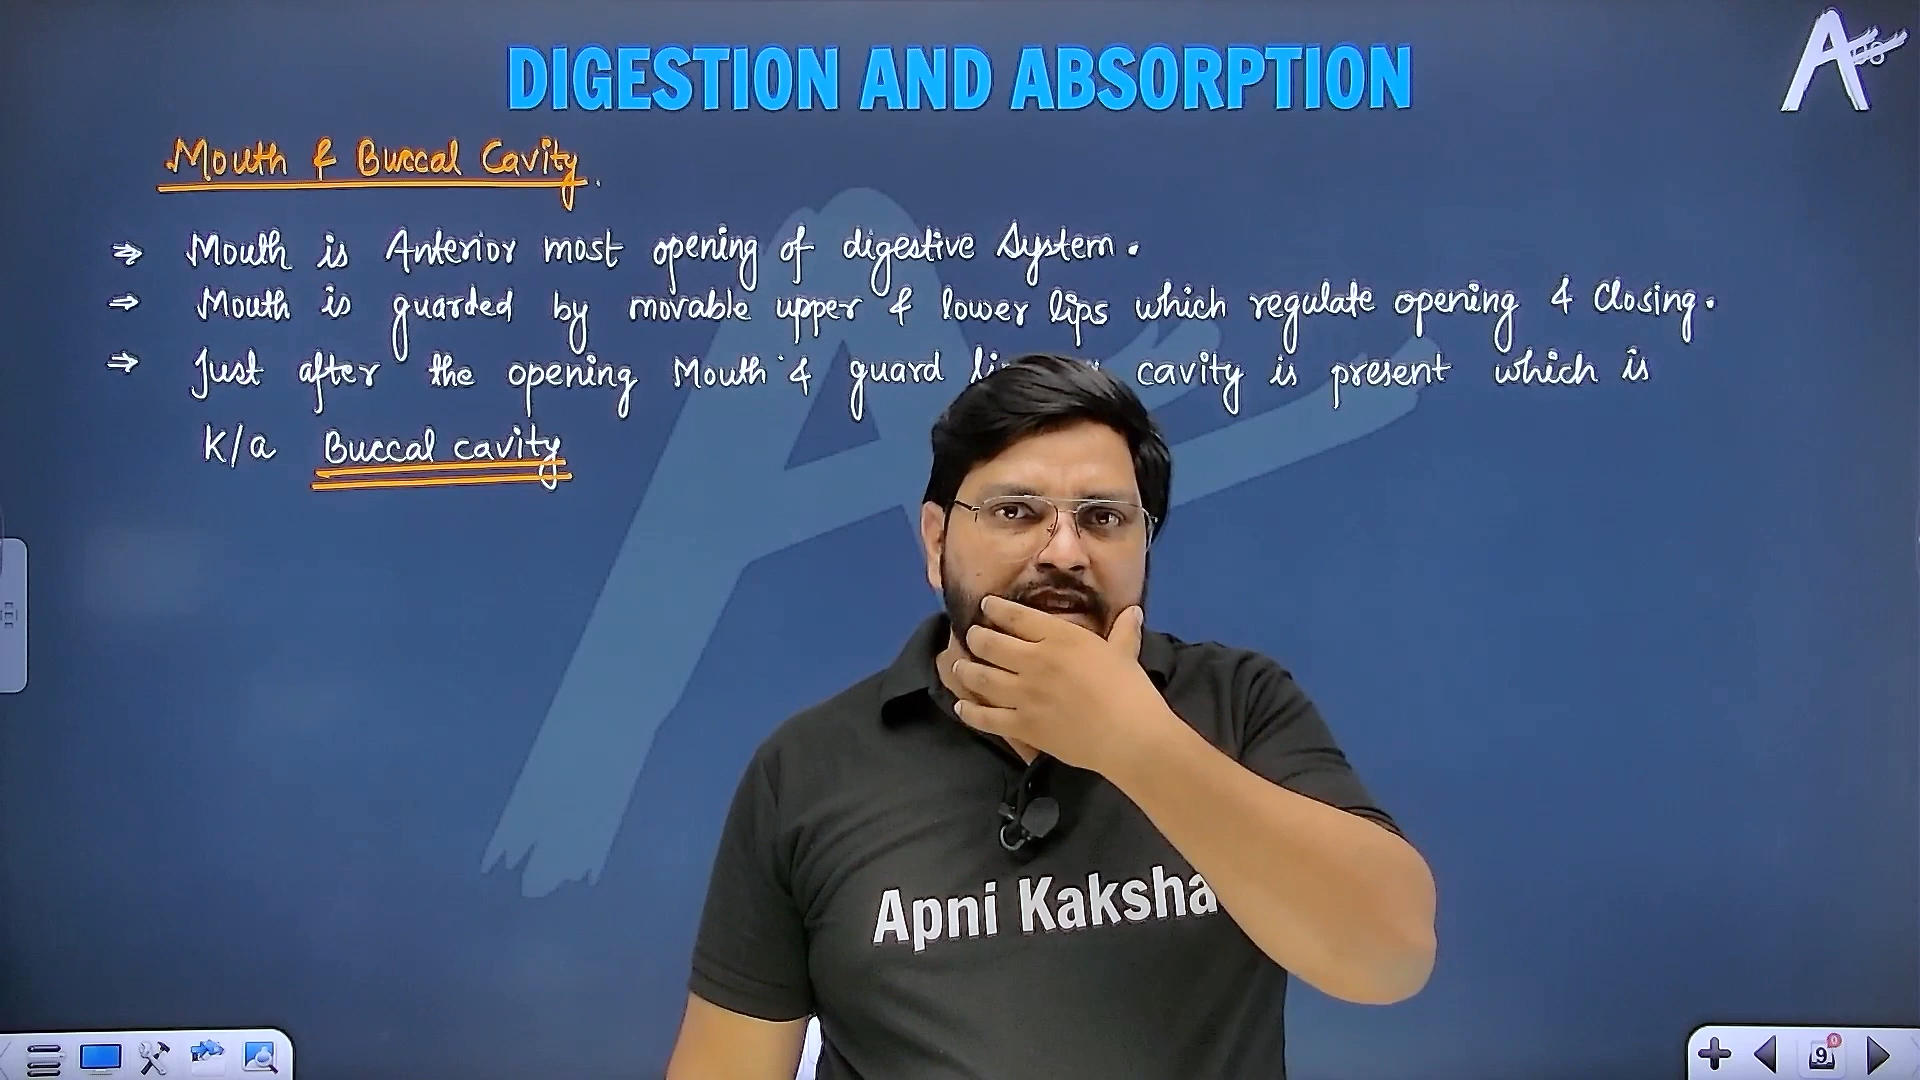 DIGESTION AND ABSORPTION
Mouth & Buccal Cavity.
⇒ Mouth is Anterior most opening of digestive System.
⇒ Mouth is guarded by movable upper & lower lips which regulate opening & Closing.
⇒ Just after the opening Mouth & guard cavity is present which is
K/a Buccal cavity
Apni Kaksha
9